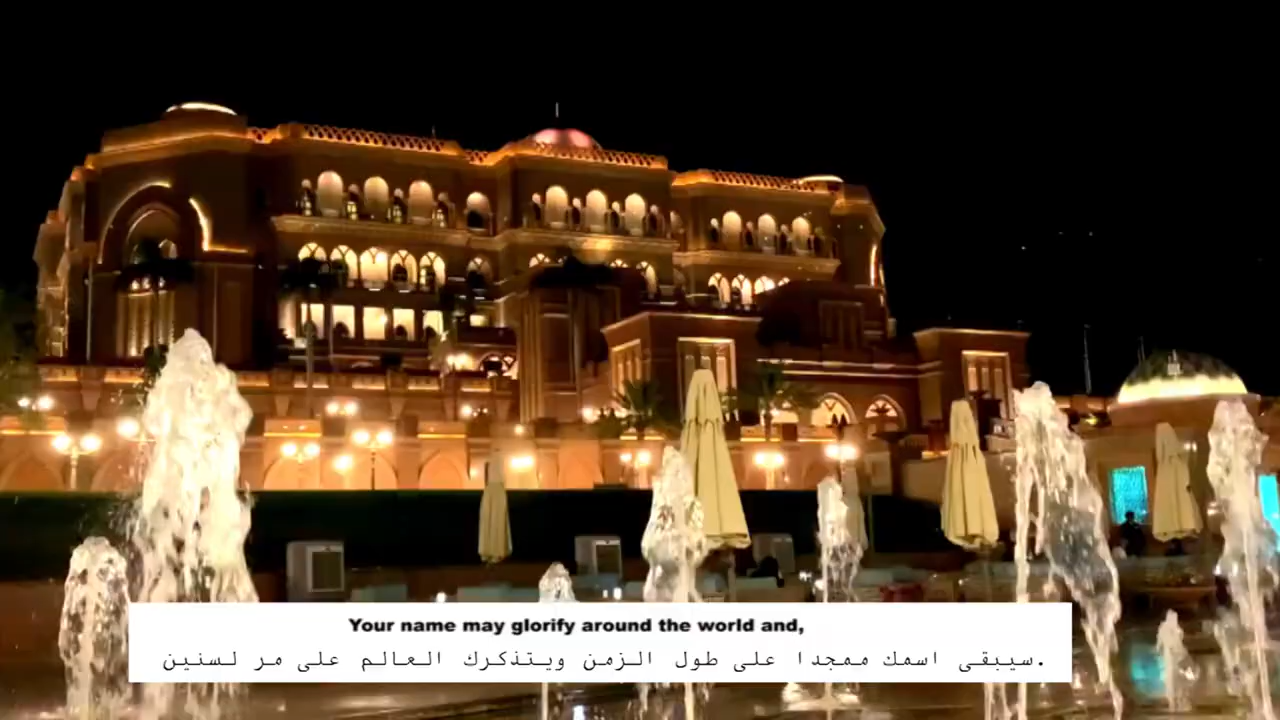 Your name may glorify around the world and,
سيبقى اسمك ممجدا على طول الزمن ويتذكرك العالم على مر لسنين.